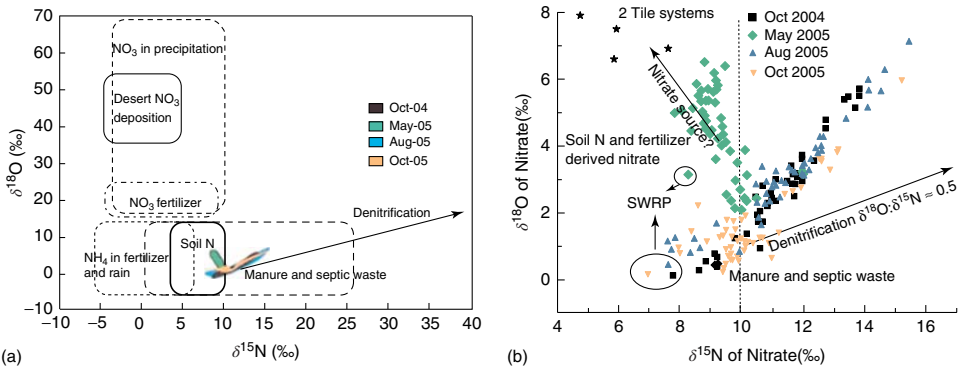 70
60
50
40
30
20
10
0
−10
δ¹⁸O (‰)
NO₃ in precipitation
Desert NO₃
deposition
NO₃ fertilizer
NH₄ in fertilizer
and rain
Soil N
Manure and septic waste
Denitrification
Oct-04
May-05
Aug-05
Oct-05
−10 −5 0 5 10 15 20 25 30 35 40
δ¹⁵N (‰)
(a)
8
6
4
2
0
δ¹⁸O of Nitrate(‰)
2 Tile systems
Oct 2004
May 2005
Aug 2005
Oct 2005
Nitrate source?
Soil N and fertilizer
derived nitrate
SWRP
Denitrification δ¹⁸O:δ¹⁵N ≈ 0.5
Manure and septic waste
4 6 8 10 12 14 16
δ¹⁵N of Nitrate(‰)
(b)